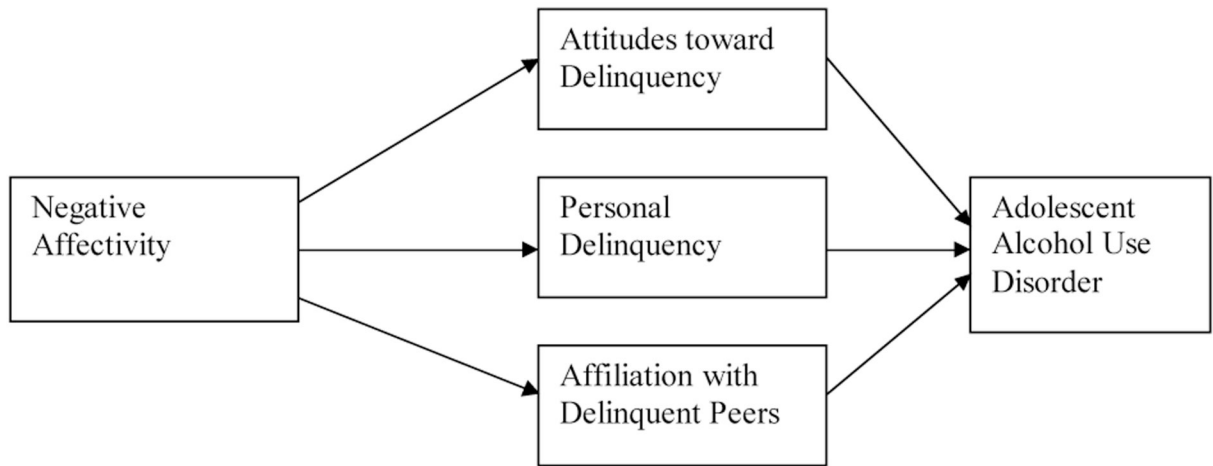 Attitudes toward
Delinquency
Negative
Affectivity
Personal
Delinquency
Adolescent
Alcohol Use
Disorder
Affiliation with
Delinquent Peers